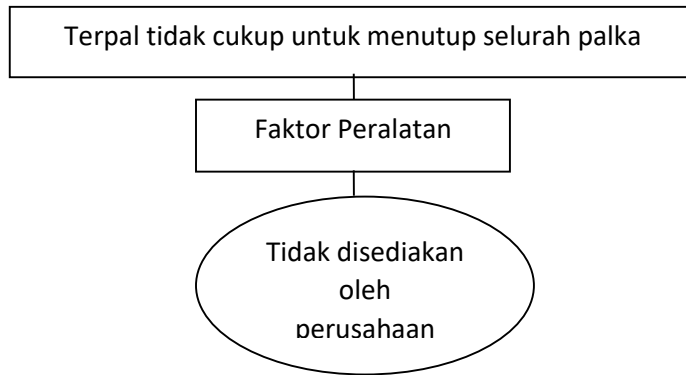 Terpal tidak cukup untuk menutup selurah palka
Faktor Peralatan
Tidak disediakan
oleh
perusahaan